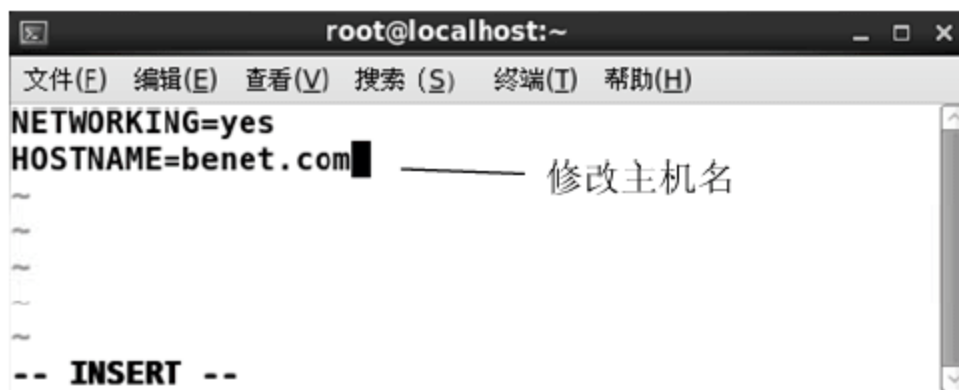 root@localhost:~
文件(F) 编辑(E) 查看(V) 搜索 (S) 终端(T) 帮助(H)
NETWORKING=yes
HOSTNAME=benet.com 修改主机名
~
~
~
~
~
-- INSERT --